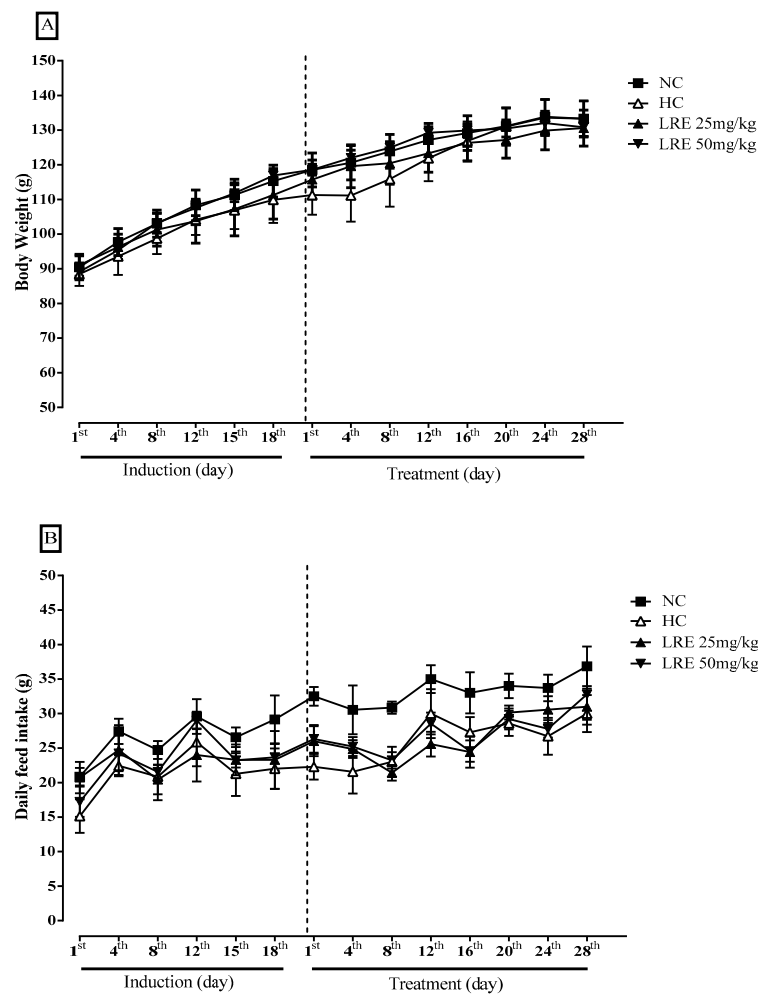 A
150
140
130
120
110
100
90
80
70
60
50
Body Weight (g)
NC
HC
LRE 25mg/kg
LRE 50mg/kg
1st 4th 8th 12th 15th 18th 1st 4th 8th 12th 16th 20th 24th 28th
Induction (day) Treatment (day)
B
50
45
40
35
30
25
20
15
10
5
0
Daily feed intake (g)
NC
HC
LRE 25mg/kg
LRE 50mg/kg
1st 4th 8th 12th 15th 18th 1st 4th 8th 12th 16th 20th 24th 28th
Induction (day) Treatment (day)